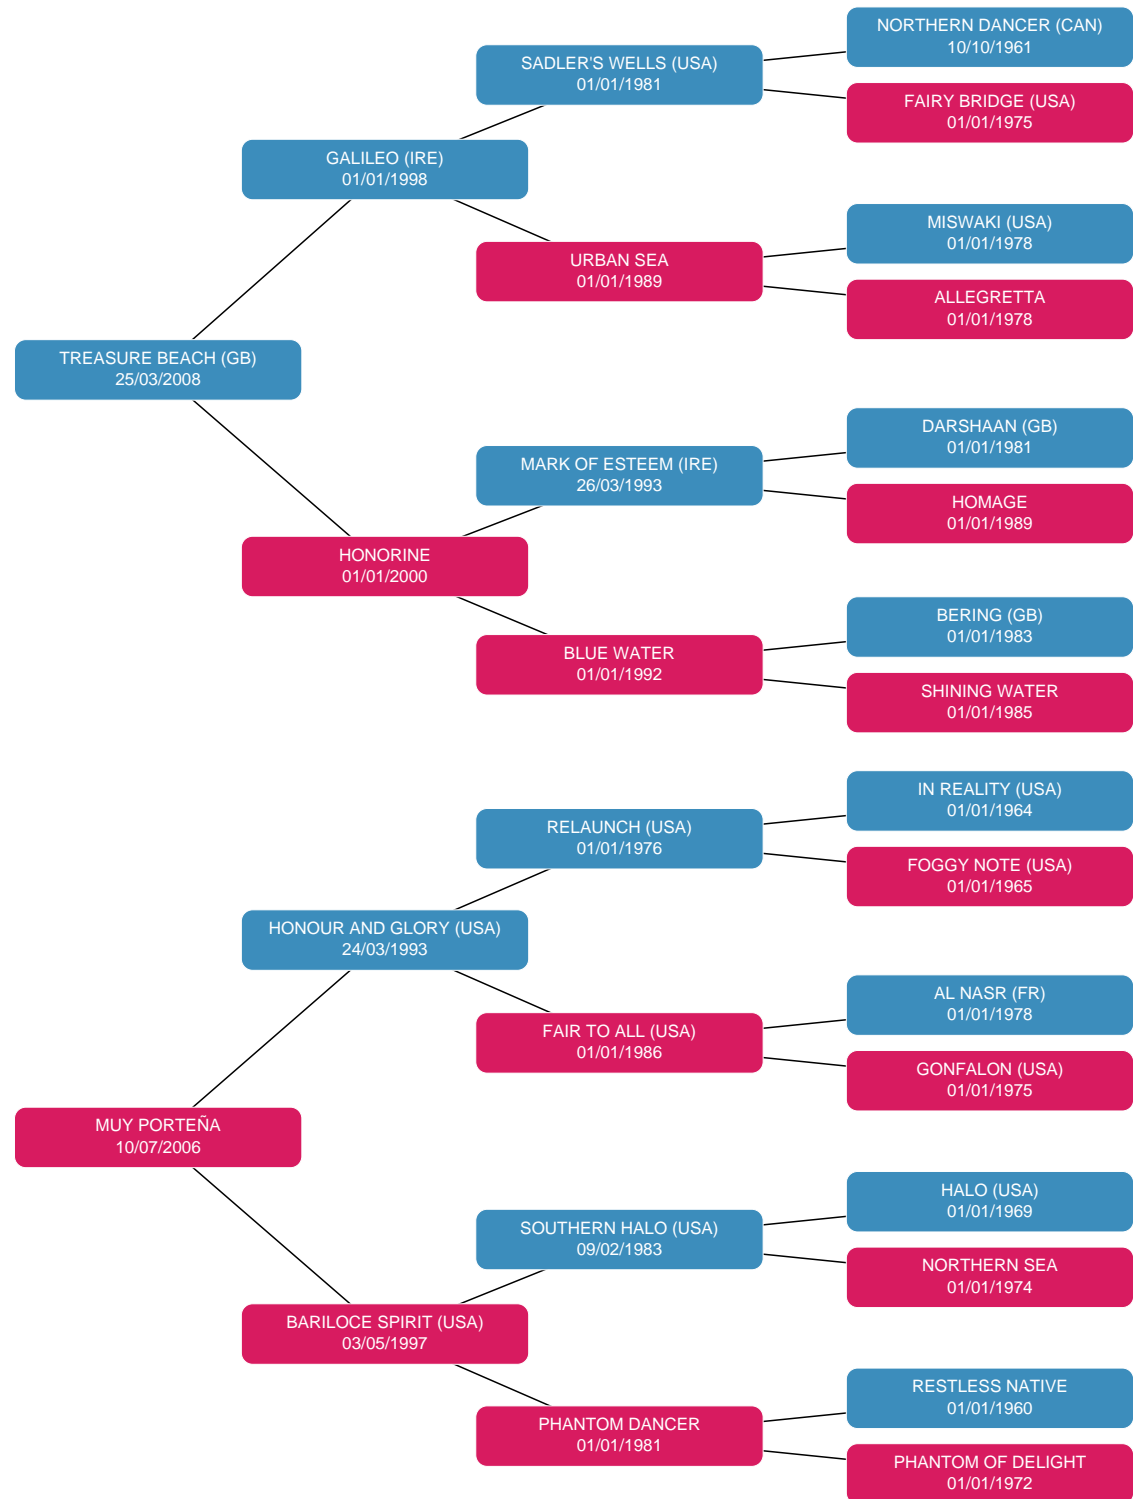 NORTHERN DANCER (CAN)
10/10/1961
SADLER'S WELLS (USA)
01/01/1981
FAIRY BRIDGE (USA)
01/01/1975
GALILEO (IRE)
01/01/1998
MISWAKI (USA)
01/01/1978
URBAN SEA
01/01/1989
ALLEGRETTA
01/01/1978
TREASURE BEACH (GB)
25/03/2008
DARSHAAN (GB)
01/01/1981
MARK OF ESTEEM (IRE)
26/03/1993
HOMAGE
01/01/1989
HONORINE
01/01/2000
BERING (GB)
01/01/1983
BLUE WATER
01/01/1992
SHINING WATER
01/01/1985
IN REALITY (USA)
01/01/1964
RELAUNCH (USA)
01/01/1976
FOGGY NOTE (USA)
01/01/1965
HONOUR AND GLORY (USA)
24/03/1993
AL NASR (FR)
01/01/1978
FAIR TO ALL (USA)
01/01/1986
GONFALON (USA)
01/01/1975
MUY PORTEÑA
10/07/2006
HALO (USA)
01/01/1969
SOUTHERN HALO (USA)
09/02/1983
NORTHERN SEA
01/01/1974
BARILOCE SPIRIT (USA)
03/05/1997
RESTLESS NATIVE
01/01/1960
PHANTOM DANCER
01/01/1981
PHANTOM OF DELIGHT
01/01/1972